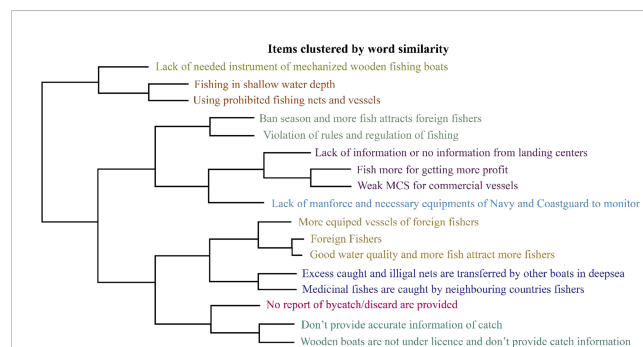 Items clustered by word similarity
Lack of needed instrument of mechanized wooden fishing boats
Fishing in shallow water depth
Using prohibited fishing nets and vessels
Ban season and more fish attracts foreign fishers
Violation of rules and regulation of fishing
Lack of information or no information from landing centers
Fish more for getting more profit
Weak MCS for commercial vessels
Lack of manforce and necessary equipments of Navy and Coastguard to monitor
More equiped vessels of foreign fishers
Foreign Fishers
Good water quality and more fish attract more fishers
Excess caught and illigal nets are transferred by other boats in deepsea
Medicinal fishes are caught by neighbouring countries fishers
No report of bycatch/discard are provided
Don't provide accurate information of catch
Wooden boats are not under licence and don't provide catch information